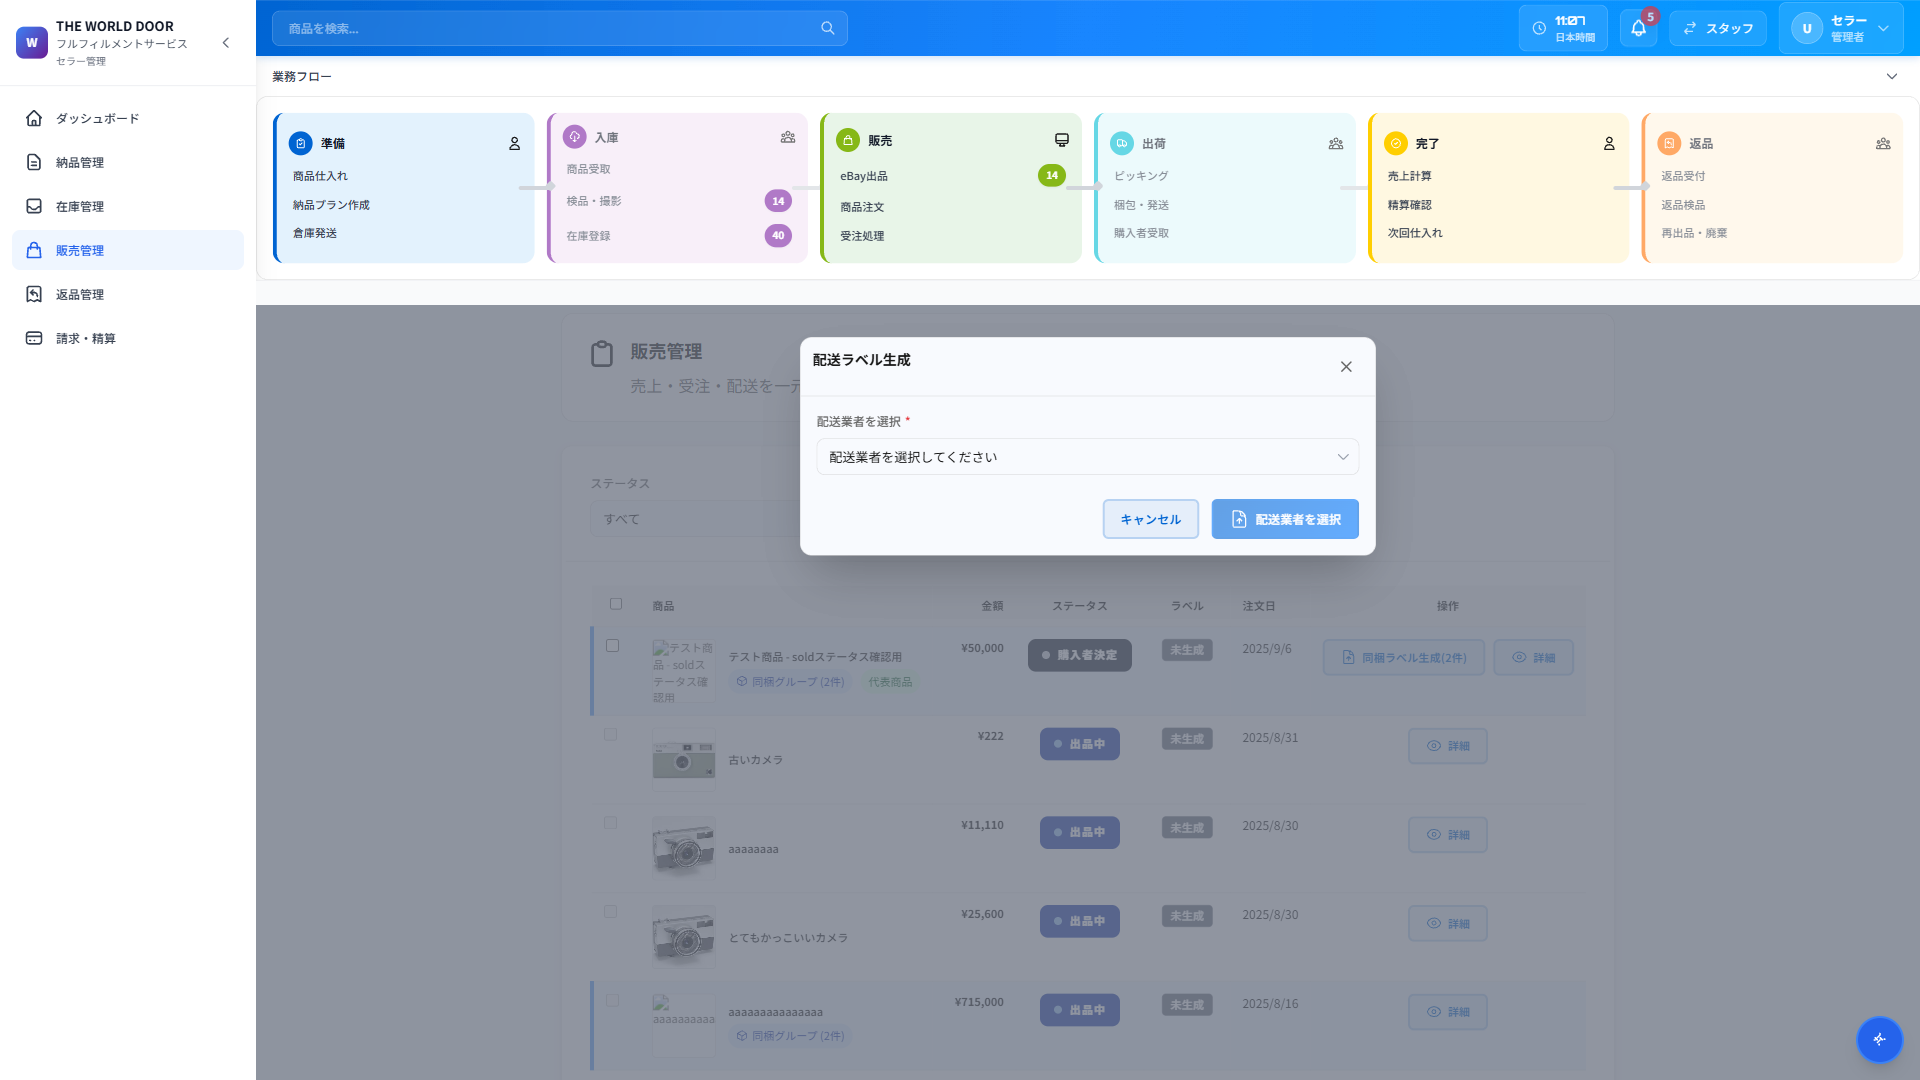 THE WORLD DOOR
フルフィルメントサービス
セラー管理
W
ダッシュボード
納品管理
在庫管理
販売管理
返品管理
請求・精算
商品を検索...
11:07
日本時間
5
スタッフ
U
セラー
管理者
業務フロー
準備
商品仕入れ
納品プラン作成
倉庫発送
入庫
商品受取
検品・撮影
14
在庫登録
40
販売
eBay出品
14
商品注文
受注処理
出荷
ピッキング
梱包・発送
購入者受取
完了
売上計算
精算確認
次回仕入れ
返品
返品受付
返品検品
再出品・廃棄
販売管理
売上・受注・配送を一元
配送ラベル生成
配送業者を選択 *
配送業者を選択してください
キャンセル
配送業者を選択
ステータス
すべて
商品 金額 ステータス ラベル 注文日 操作
テスト商品 - soldステータス確認用
テスト商品 - soldステータス確認用
同梱グループ (2件) 代表商品
¥50,000 購入者決定 未生成 2025/9/6 同梱ラベル生成(2件) 詳細
古いカメラ ¥222 出品中 未生成 2025/8/31 詳細
aaaaaaaa ¥11,110 出品中 未生成 2025/8/30 詳細
とてもかっこいいカメラ ¥25,600 出品中 未生成 2025/8/30 詳細
aaaaaaaaaa
aaaaaaaaaaaaaaa ¥715,000 出品中 未生成 2025/8/16 詳細
同梱グループ (2件)